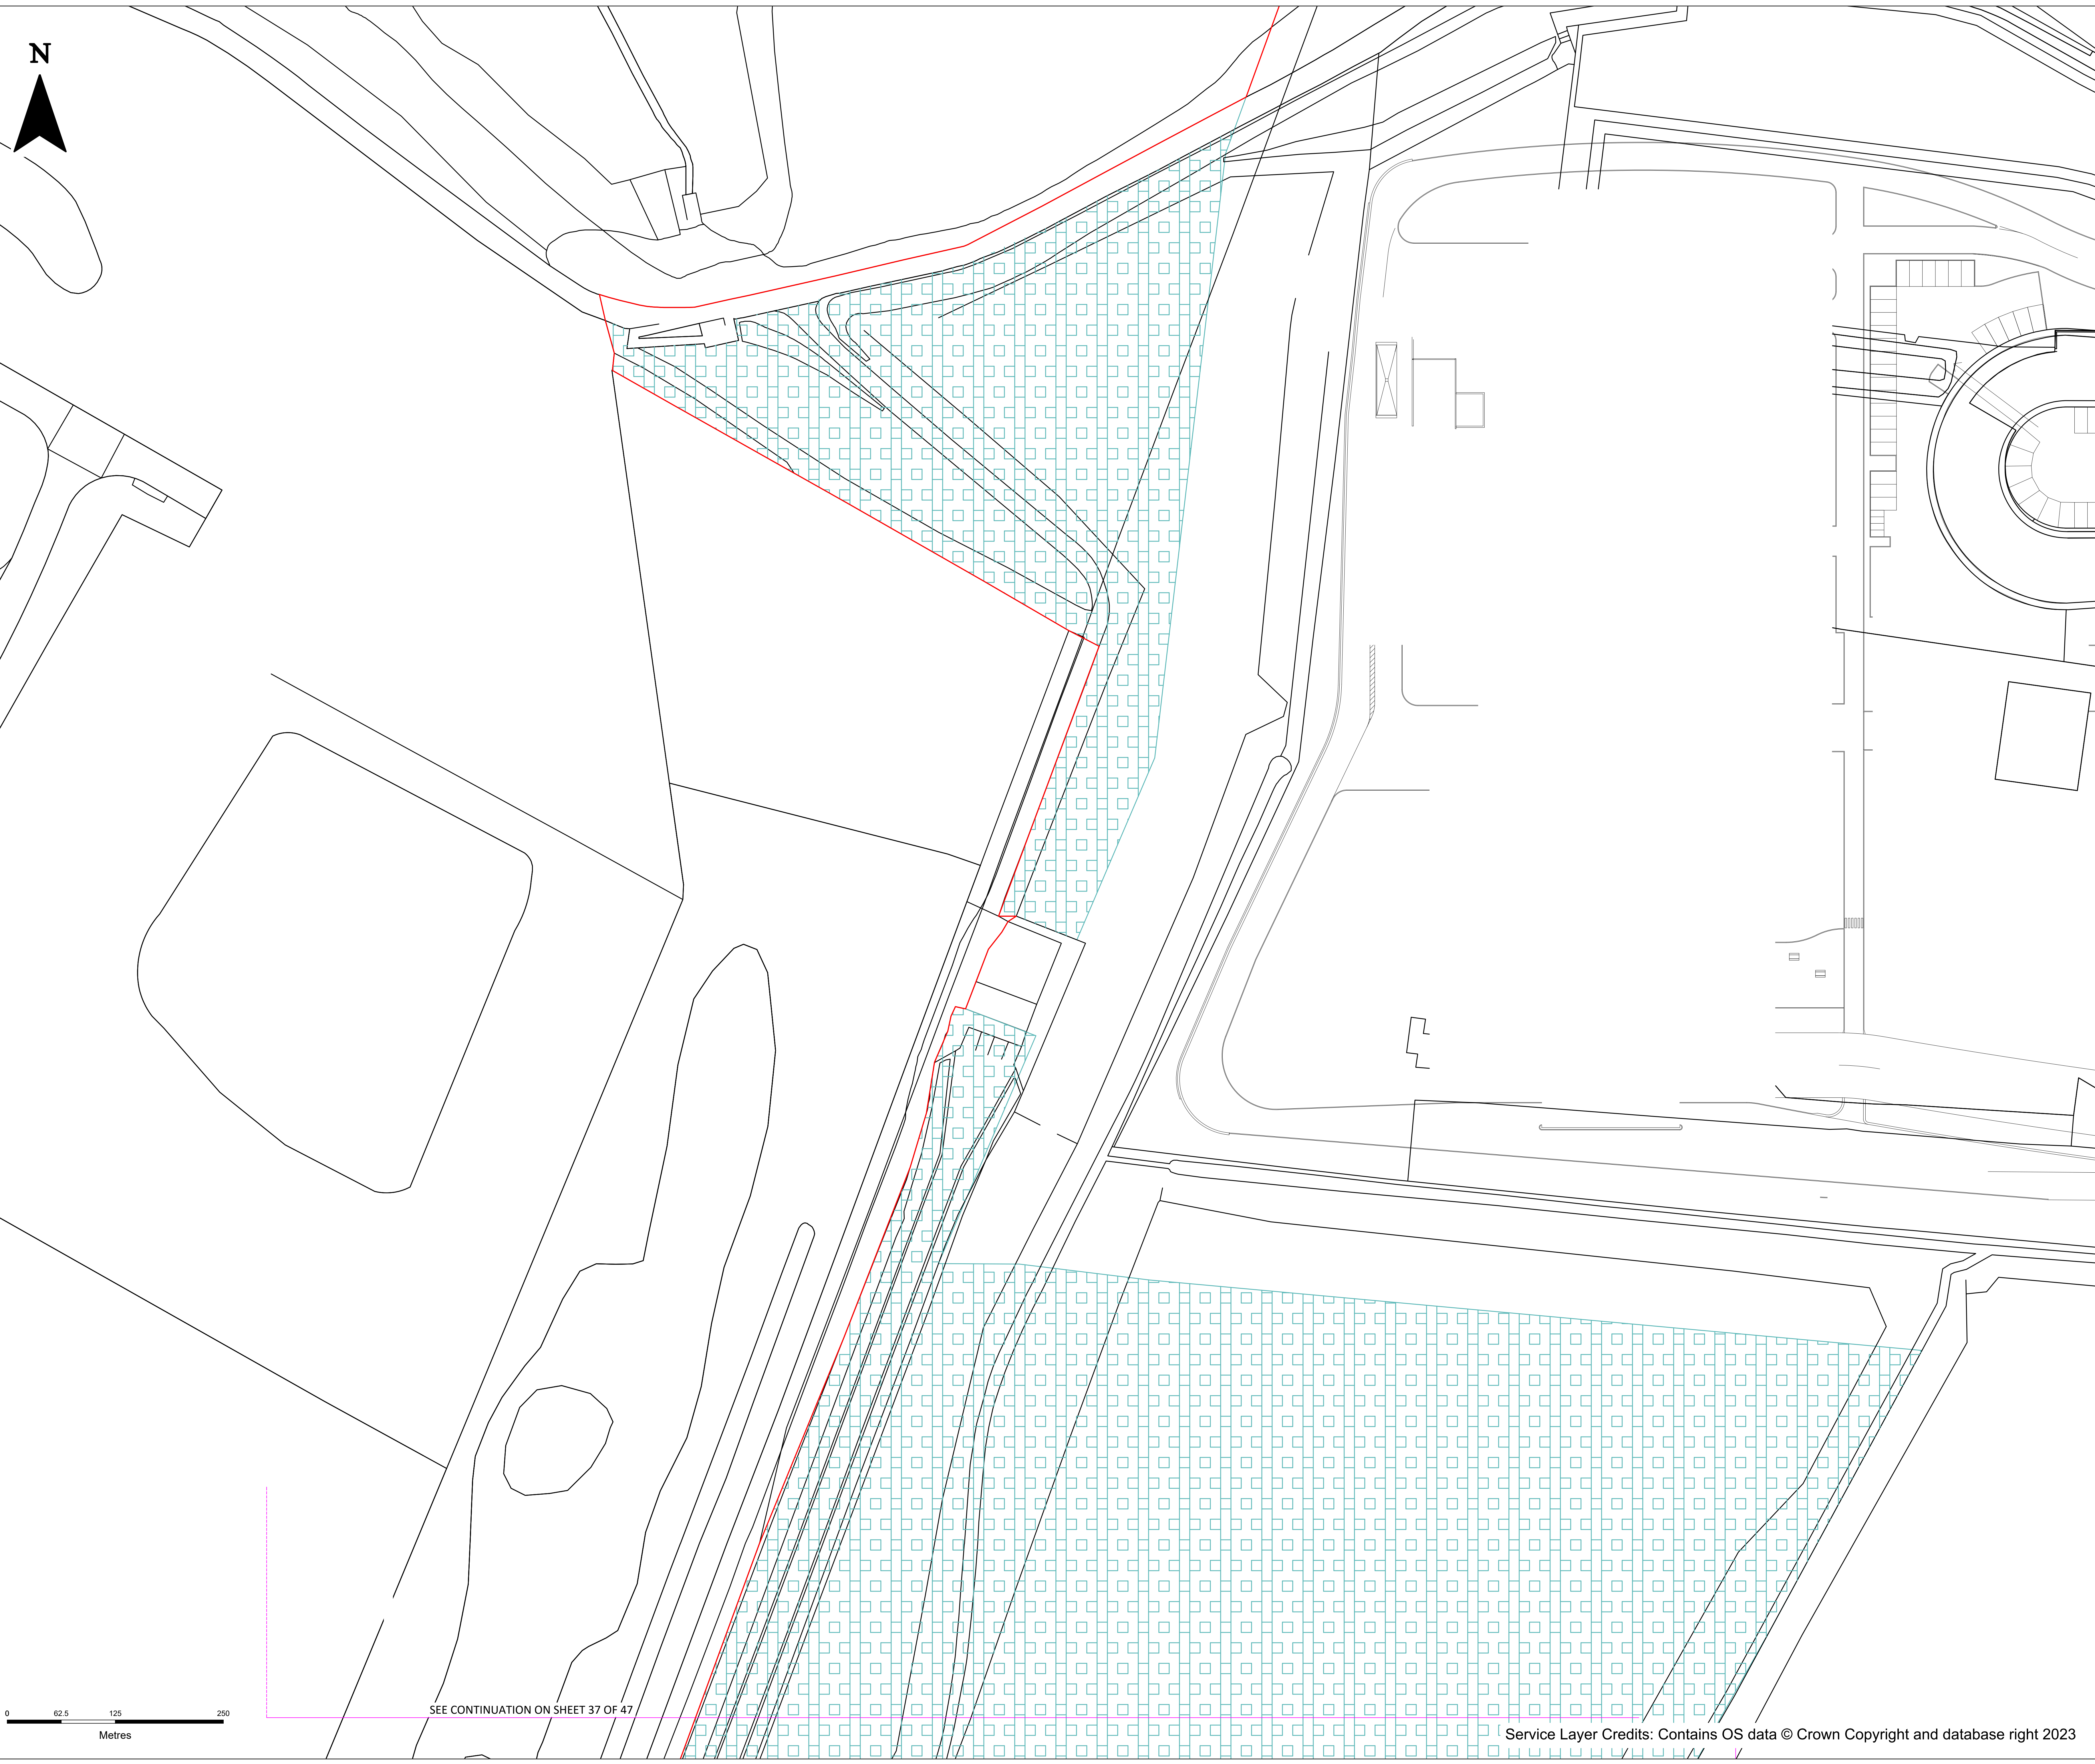 N
SEE CONTINUATION ON SHEET 37 OF 47
0 62.5 125 250
Metres
Service Layer Credits: Contains OS data © Crown Copyright and database right 2023